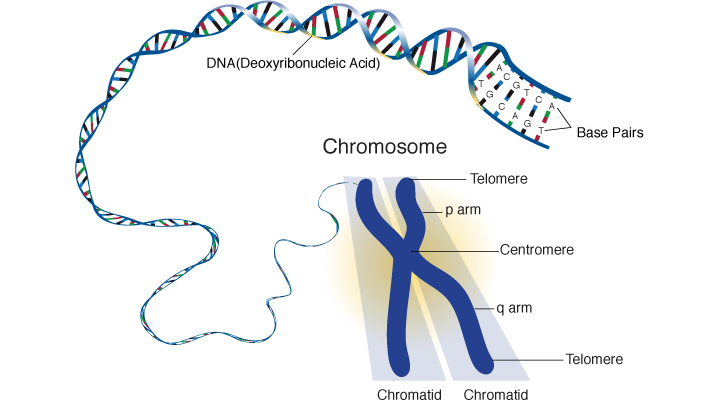 DNA(Deoxyribonucleic Acid)
A C G T C A
T G C A G T
Base Pairs
Chromosome
Telomere
p arm
Centromere
q arm
Telomere
Chromatid Chromatid